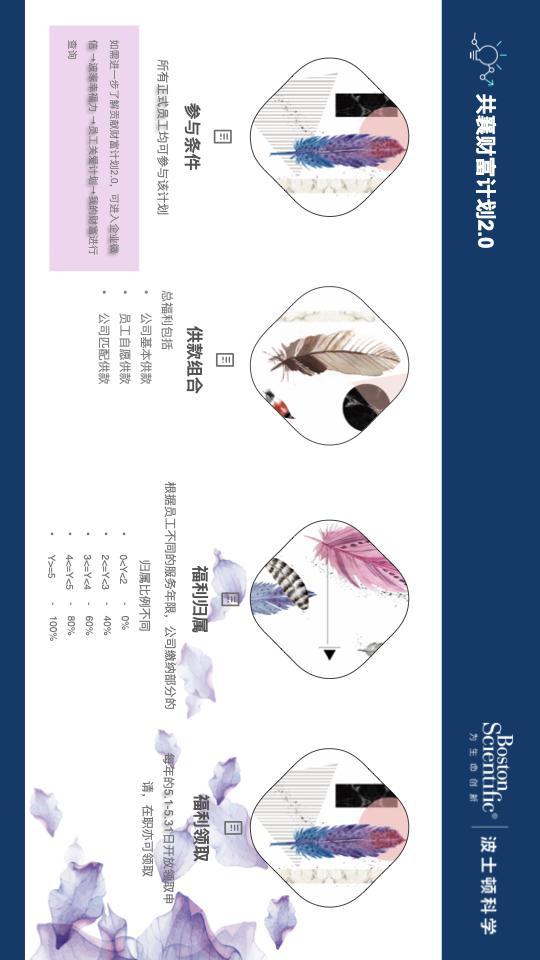 共襄财富计划2.0
Boston
Scientific®
为生命创新
波士顿科学
参与条件
所有正式员工均可参与该计划
如需进一步了解贡献财富计划2.0，可进入企业微
信→波客幸福力→员工关爱计划→我的财富进行
查询
供款组合
总福利包括
• 公司基本供款
• 员工自愿供款
• 公司匹配供款
福利归属
根据员工不同的服务年限，公司缴纳部分的
归属比例不同
• 0<Y<2 - 0%
• 2<=Y<3 - 40%
• 3<=Y<4 - 60%
• 4<=Y<5 - 80%
• Y>=5 - 100%
福利领取
每年的5.1-5.31日开放领取申
请，在职亦可领取